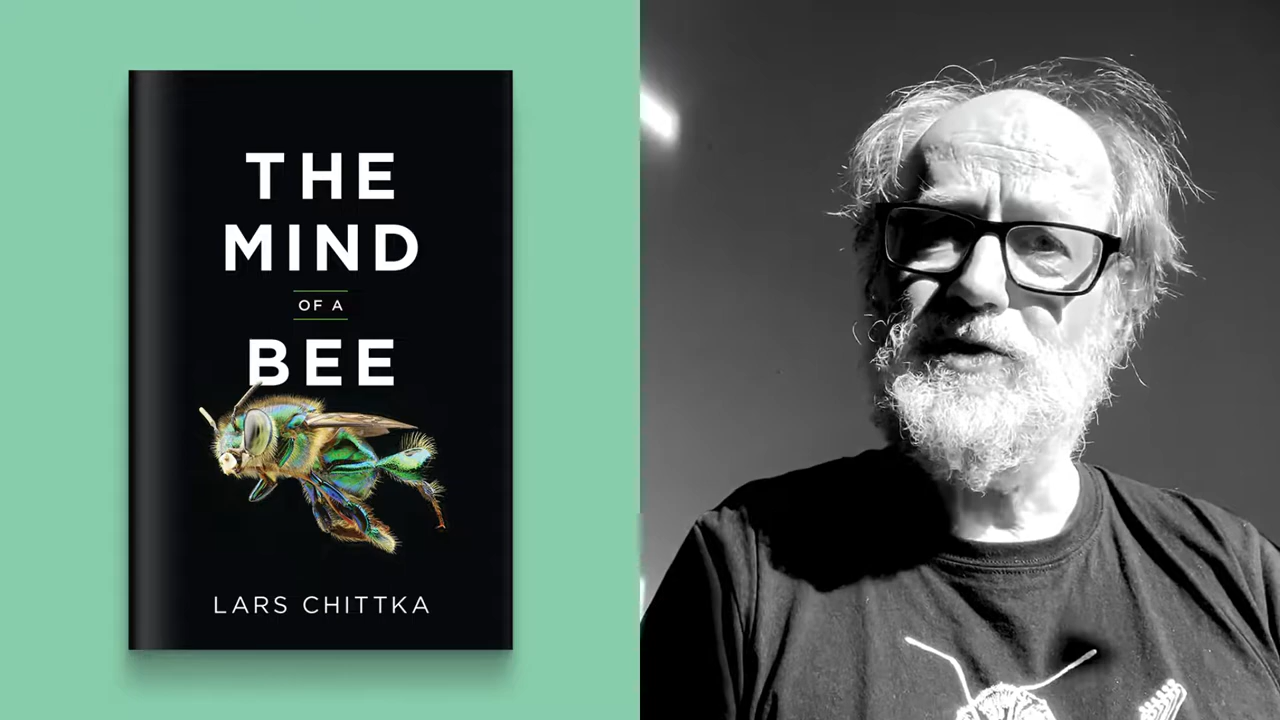 THE
MIND
OF A
BEE
LARS CHITTKA